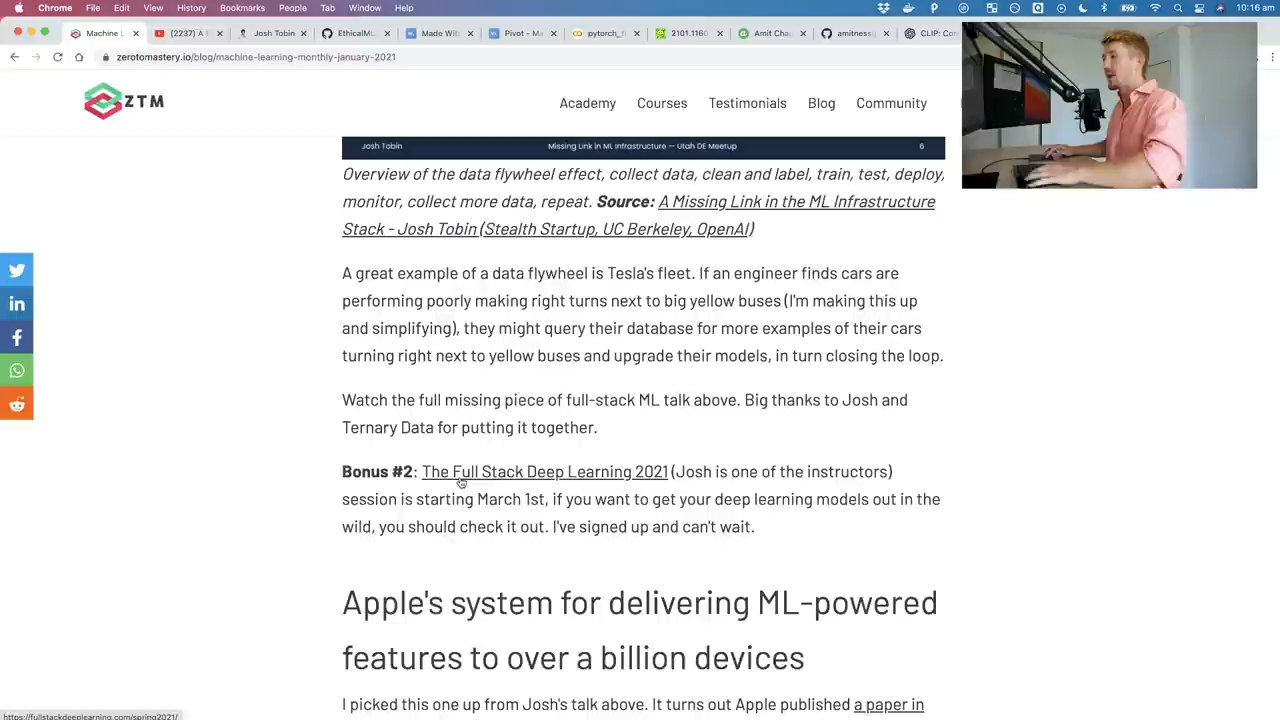 Chrome File Edit View History Bookmarks People Tab Window Help
10:16 am
Machine L
(2237) A
Josh Tobin
EthicalML
Made Wit
Pivot - Ma
pytorch_t
2101.1160
Amit Cha
amitness
CLIP: Con
zerotomastery.io/blog/machine-learning-monthly-january-2021
ZTM
Academy Courses Testimonials Blog Community
Josh Tobin Missing Link in ML Infrastructure — Utah DE Meetup 6
Overview of the data flywheel effect, collect data, clean and label, train, test, deploy,
monitor, collect more data, repeat. Source: A Missing Link in the ML Infrastructure
Stack - Josh Tobin (Stealth Startup, UC Berkeley, OpenAI)
A great example of a data flywheel is Tesla's fleet. If an engineer finds cars are
performing poorly making right turns next to big yellow buses (I'm making this up
and simplifying), they might query their database for more examples of their cars
turning right next to yellow buses and upgrade their models, in turn closing the loop.
Watch the full missing piece of full-stack ML talk above. Big thanks to Josh and
Ternary Data for putting it together.
Bonus #2: The Full Stack Deep Learning 2021 (Josh is one of the instructors)
session is starting March 1st, if you want to get your deep learning models out in the
wild, you should check it out. I've signed up and can't wait.
Apple's system for delivering ML-powered
features to over a billion devices
I picked this one up from Josh's talk above. It turns out Apple published a paper in
https://fullstackdeeplearning.com/spring2021/